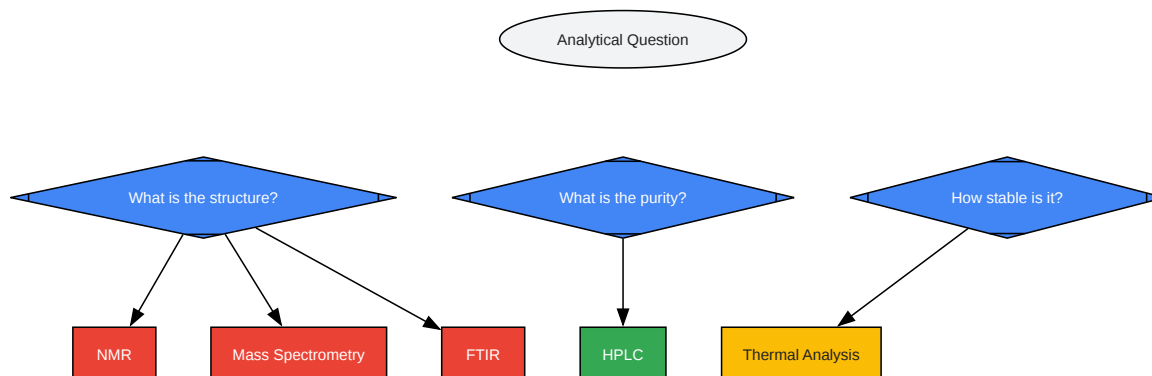 Analytical Question
What is the structure?
What is the purity?
How stable is it?
NMR
Mass Spectrometry
FTIR
HPLC
Thermal Analysis